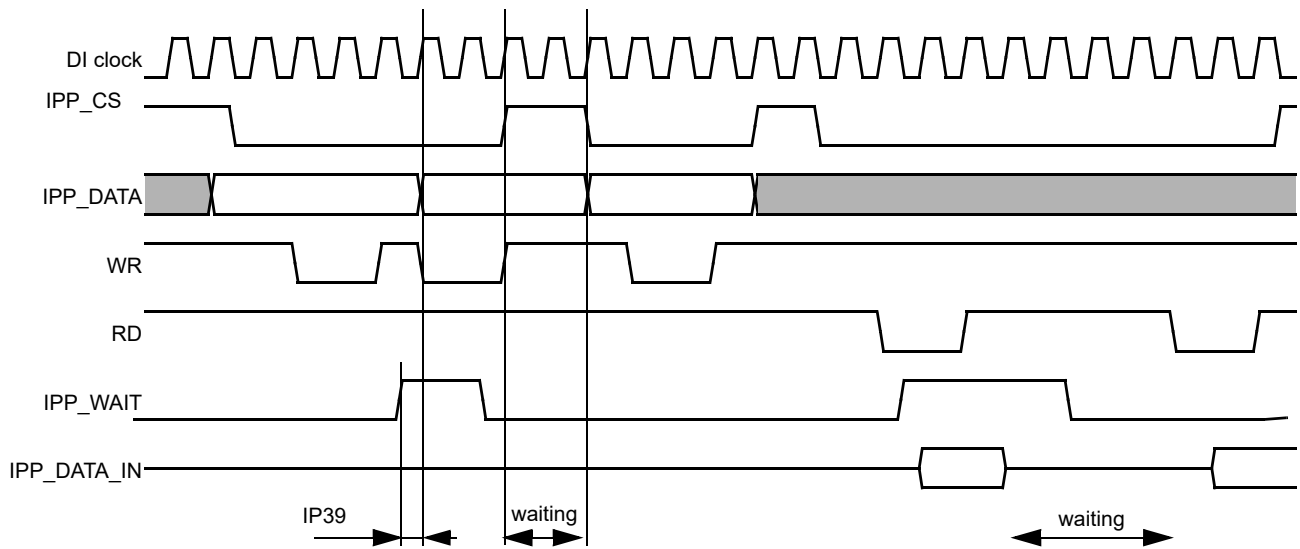 DI clock
IPP_CS
IPP_DATA
WR
RD
IPP_WAIT
IPP_DATA_IN
IP39
waiting
waiting